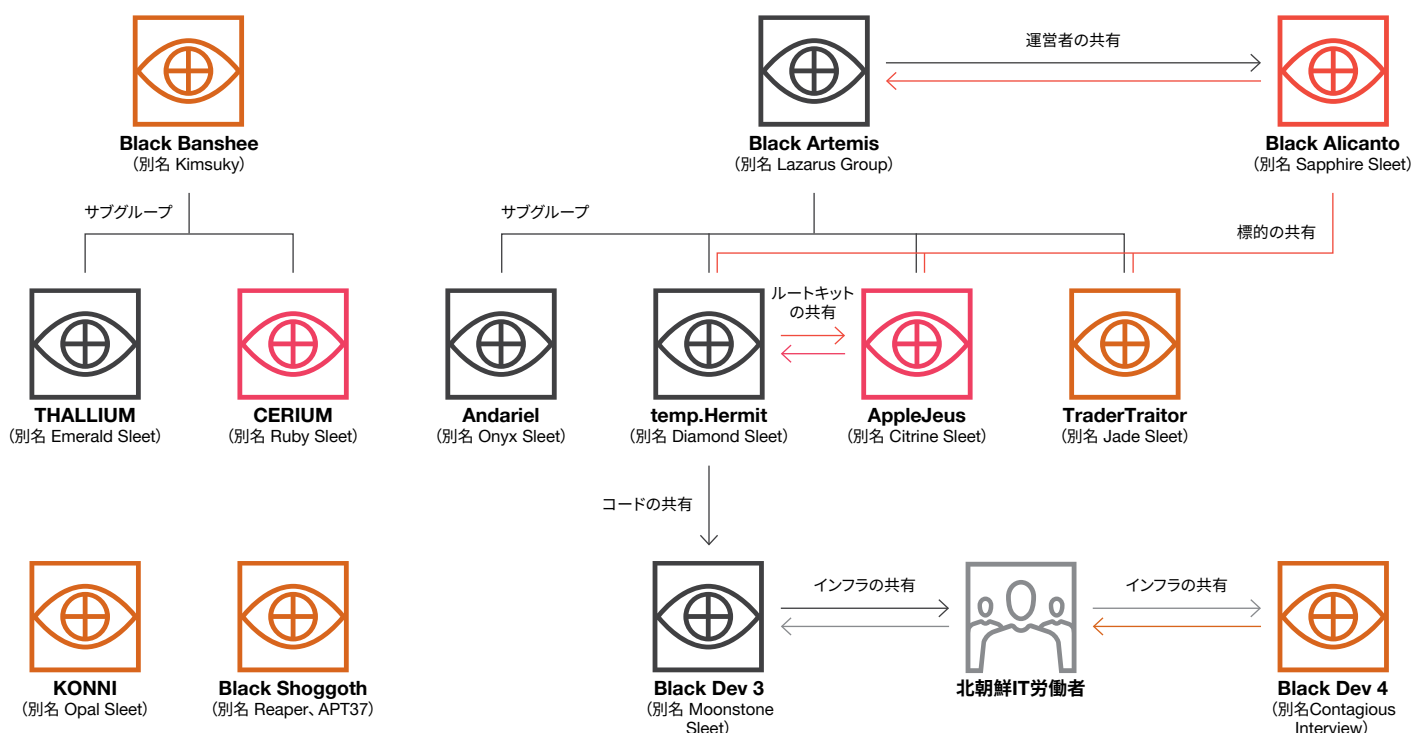 運営者の共有
Black Banshee
（別名 Kimsuky）
Black Artemis
（別名 Lazarus Group）
Black Alicanto
（別名 Sapphire Sleet）
サブグループ
サブグループ
標的の共有
ルートキット
の共有
THALLIUM
（別名 Emerald Sleet）
CERIUM
（別名 Ruby Sleet）
Andariel
（別名 Onyx Sleet）
temp.Hermit
（別名 Diamond Sleet）
AppleJeus
（別名 Citrine Sleet）
TraderTraitor
（別名 Jade Sleet）
コードの共有
インフラの共有
インフラの共有
KONNI
（別名 Opal Sleet）
Black Shoggoth
（別名 Reaper、APT37）
Black Dev 3
（別名 Moonstone
Sleet）
北朝鮮IT労働者
Black Dev 4
（別名Contagious
Interview）